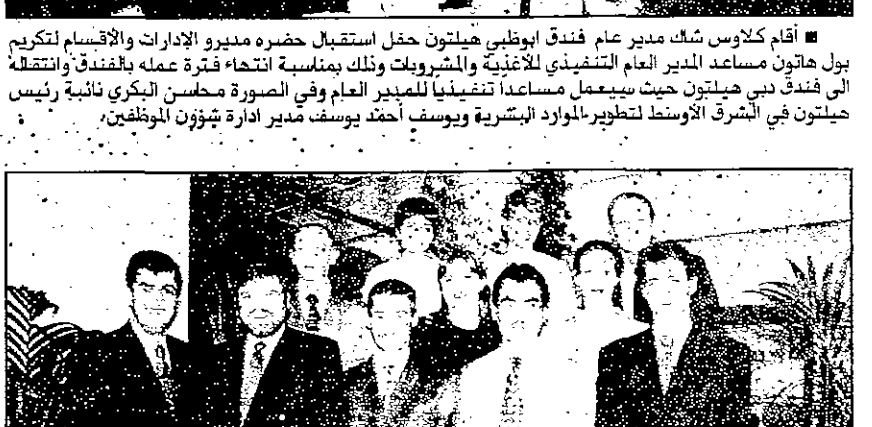 ■ أقام كلاوس شاك مدير عام فندق ابوظبي هيلتون حفل استقبال حضره مديرو الإدارات والأقسام لتكريم
بول هاتون مساعد المدير العام التنفيذي للأغذية والمشروبات وذلك بمناسبة انتهاء فترة عمله بالفندق وانتقاله
الى فندق دبي هيلتون حيث سيعمل مساعدا تنفيذيا للمدير العام وفي الصورة محاسن البكري نائبة رئيس
هيلتون في الشرق الأوسط لتطوير الموارد البشرية ويوسف أحمد يوسف مدير ادارة شؤون الموظفين،